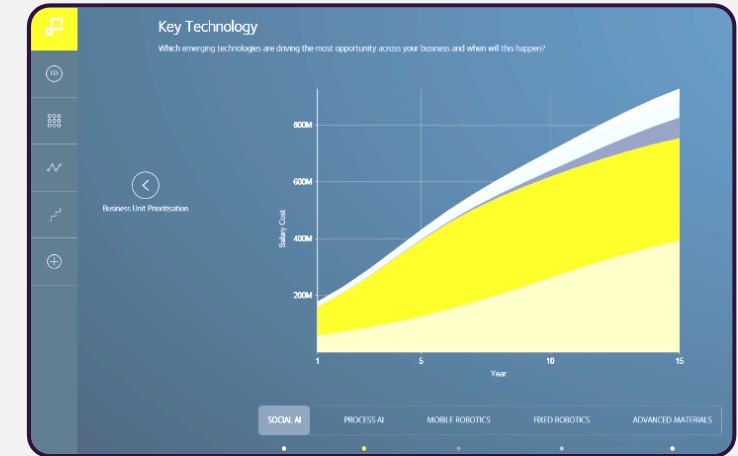 Key Technology
Which emerging technologies are driving the most opportunity across your business and when will this happen?
FD
Business Unit Prioritisation
Salary Cost
800M
600M
400M
200M
1 5 10 15
Year
SOCIAL AI PROCESS AI MOBILE ROBOTICS FIXED ROBOTICS ADVANCED MATERIALS